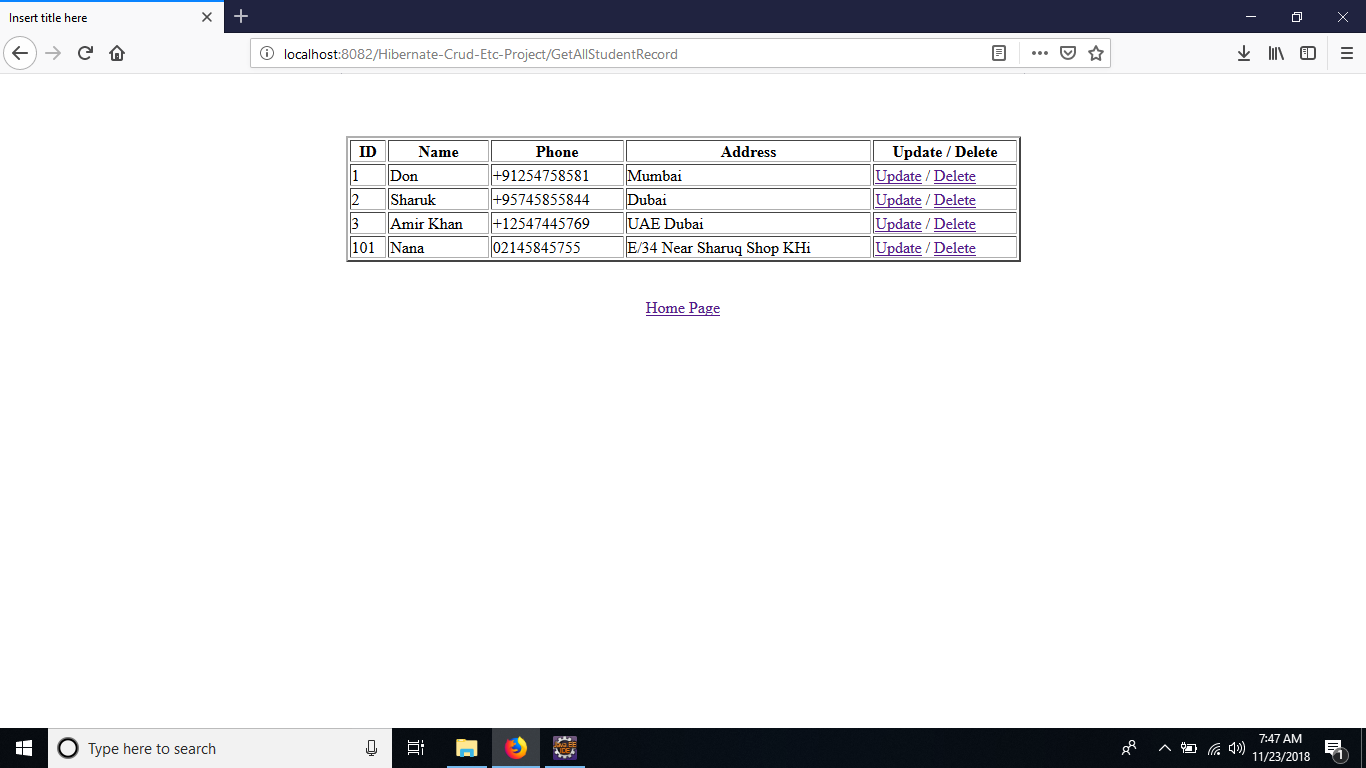 Insert title here
localhost:8082/Hibernate-Crud-Etc-Project/GetAllStudentRecord
ID Name Phone Address Update / Delete
1 Don +91254758581 Mumbai Update / Delete
2 Sharuk +95745855844 Dubai Update / Delete
3 Amir Khan +12547445769 UAE Dubai Update / Delete
101 Nana 02145845755 E/34 Near Sharuq Shop KHi Update / Delete
Home Page
Type here to search
7:47 AM
11/23/2018
1